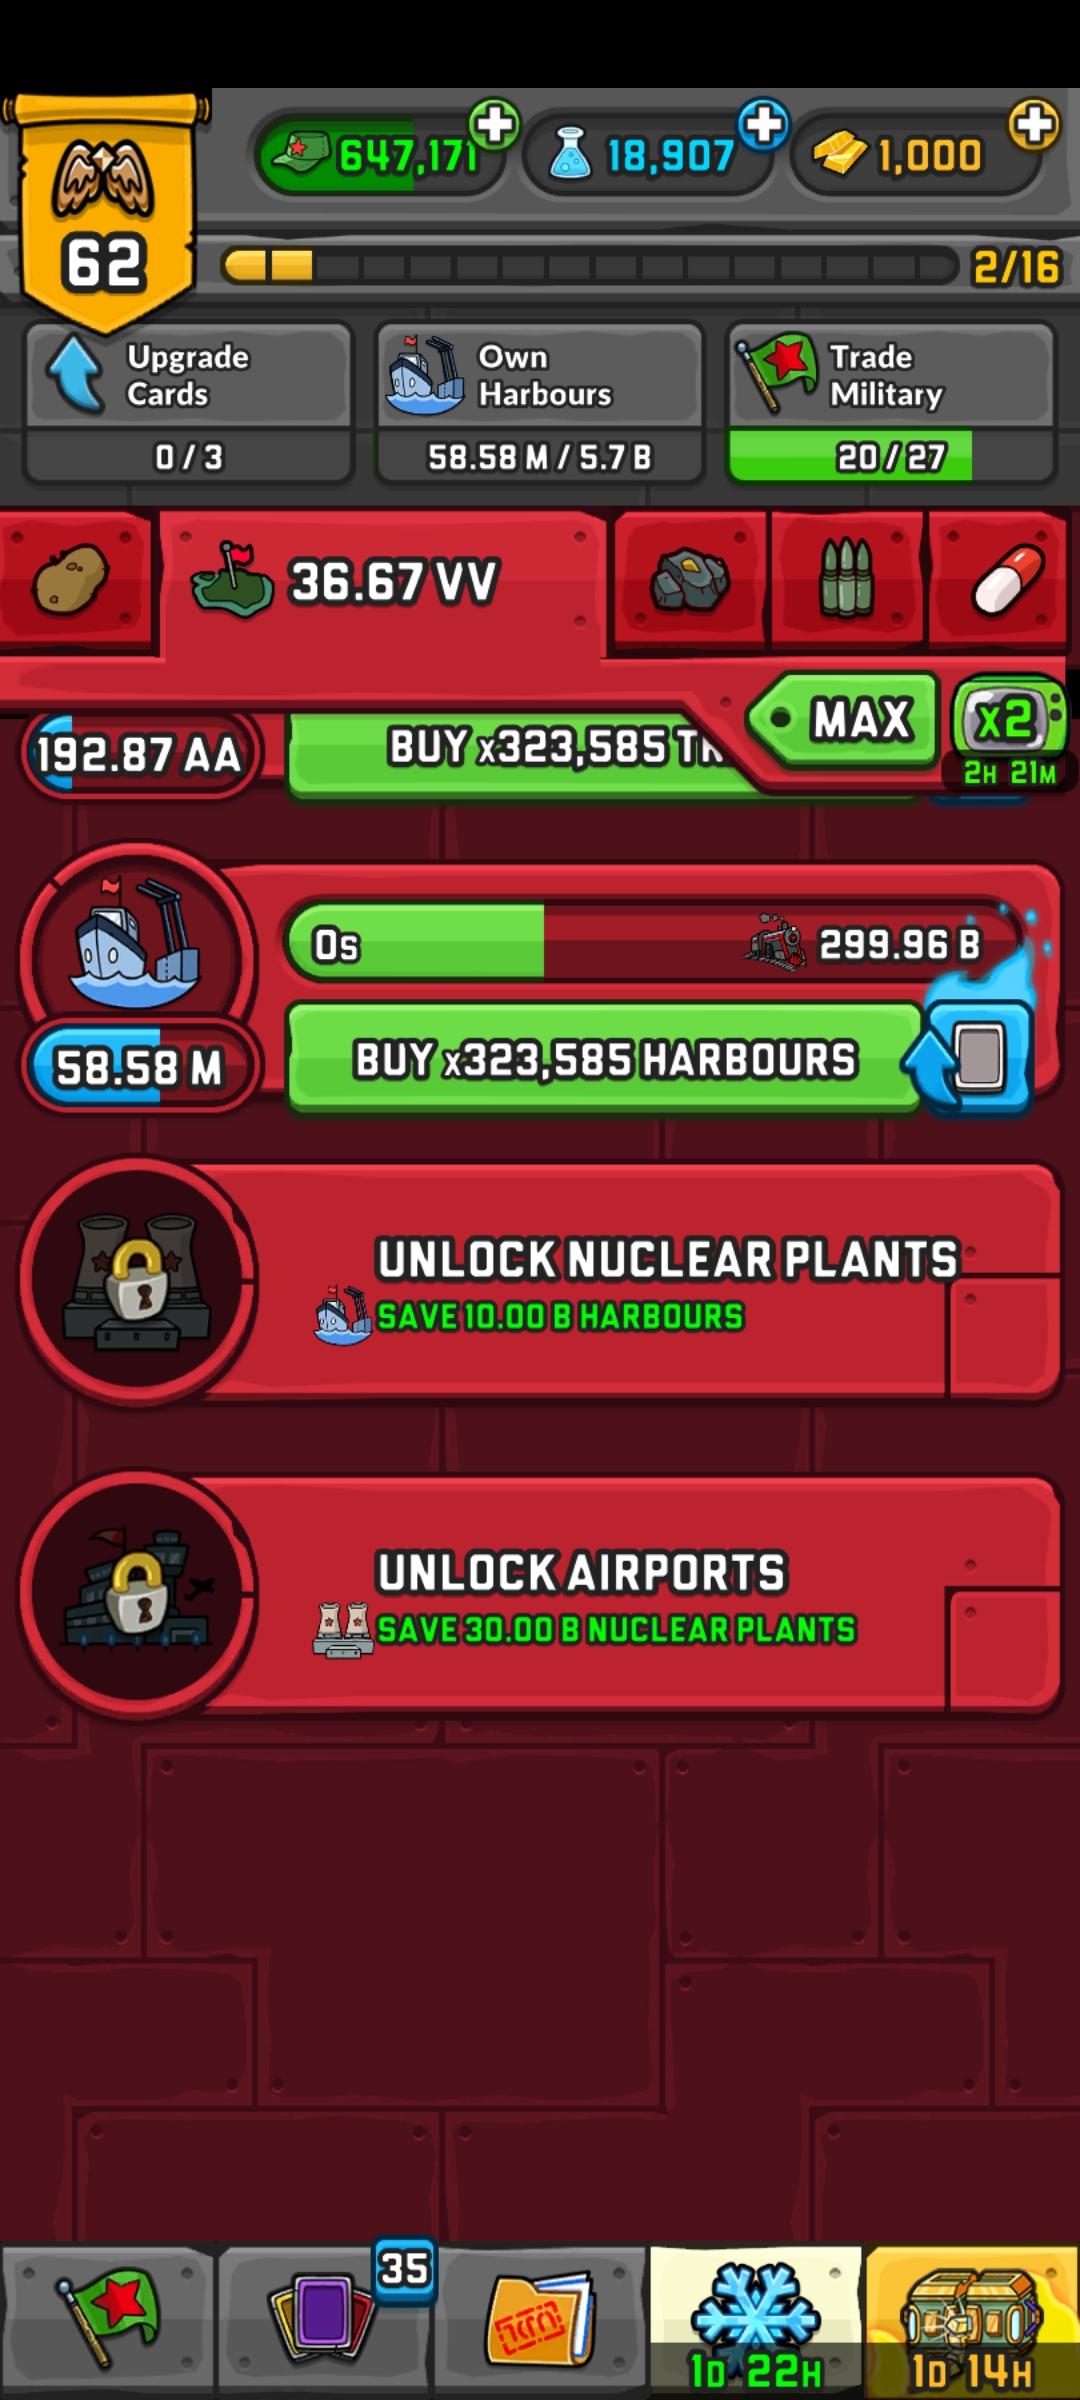 62
647,171
18,907
1,000
2/16
Upgrade
Cards
0 / 3
Own
Harbours
58.58 M / 5.7 B
Trade
Military
20 / 27
36.67 VV
192.87 AA
BUY x323,585
MAX
x2
2H 21M
0s
299.96 B
58.58 M
BUY x323,585 HARBOURS
UNLOCK NUCLEAR PLANTS
SAVE 10.00 B HARBOURS
UNLOCK AIRPORTS
SAVE 30.00 B NUCLEAR PLANTS
35
1D 22H
1D 14H